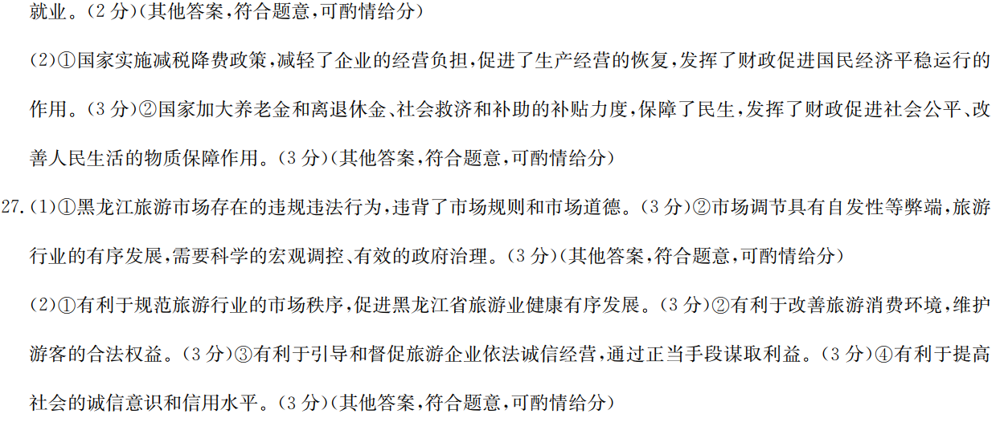 就业。(2分)(其他答案,符合题意,可酌情给分)
(2)①国家实施减税降费政策,减轻了企业的经营负担,促进了生产经营的恢复,发挥了财政促进国民经济平稳运行的
作用。(3分)②国家加大养老金和离退休金、社会救济和补助的补贴力度,保障了民生,发挥了财政促进社会公平、改
善人民生活的物质保障作用。(3分)(其他答案,符合题意,可酌情给分)
27.(1)①黑龙江旅游市场存在的违规违法行为,违背了市场规则和市场道德。(3分)②市场调节具有自发性等弊端,旅游
行业的有序发展,需要科学的宏观调控、有效的政府治理。(3分)(其他答案,符合题意,可酌情给分)
(2)①有利于规范旅游行业的市场秩序,促进黑龙江省旅游业健康有序发展。(3分)②有利于改善旅游消费环境,维护
游客的合法权益。(3分)③有利于引导和督促旅游企业依法诚信经营,通过正当手段谋取利益。(3分)④有利于提高
社会的诚信意识和信用水平。(3分)(其他答案,符合题意,可酌情给分)